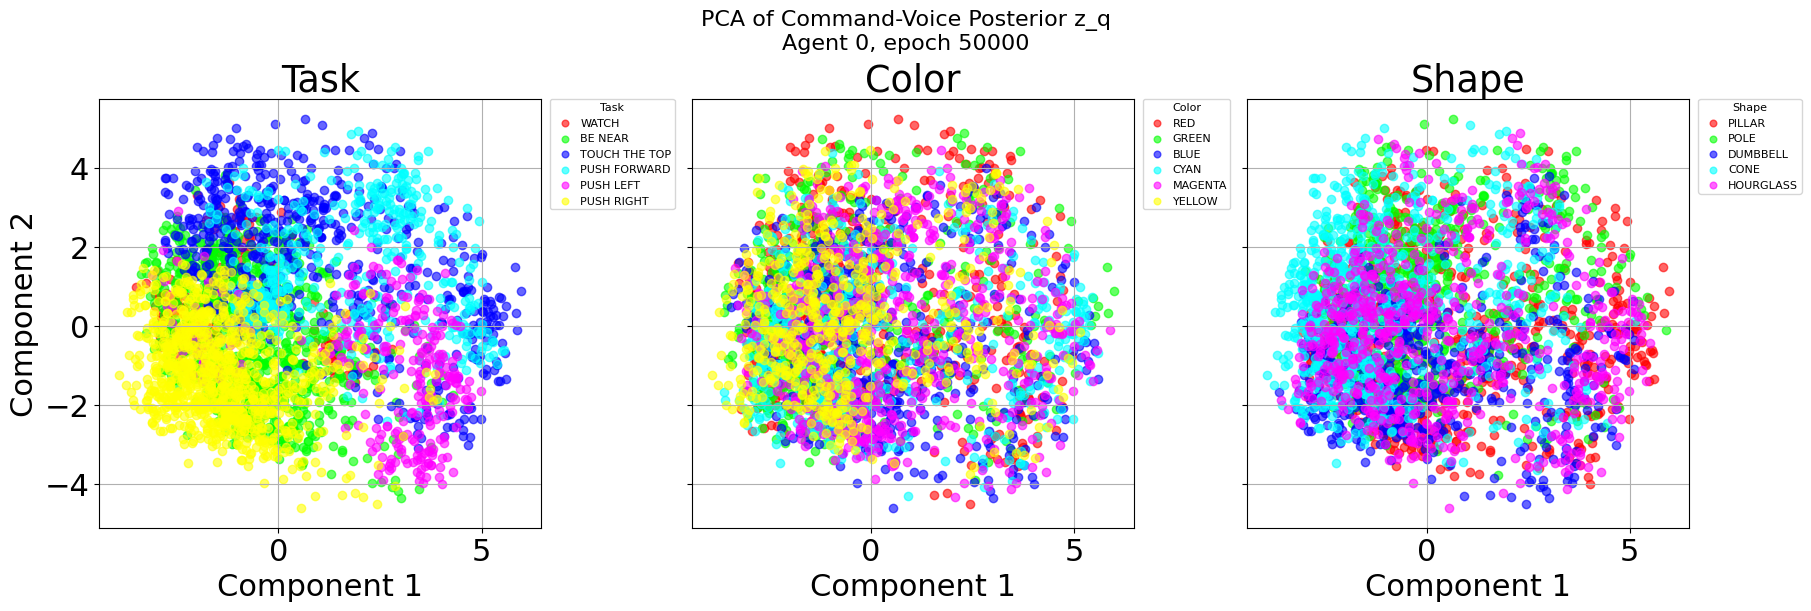 PCA of Command-Voice Posterior z_q
Agent 0, epoch 50000
Task
Component 2
4
2
0
−2
−4
0
5
Component 1
Task
WATCH
BE NEAR
TOUCH THE TOP
PUSH FORWARD
PUSH LEFT
PUSH RIGHT
Color
0
5
Component 1
Color
RED
GREEN
BLUE
CYAN
MAGENTA
YELLOW
Shape
0
5
Component 1
Shape
PILLAR
POLE
DUMBBELL
CONE
HOURGLASS